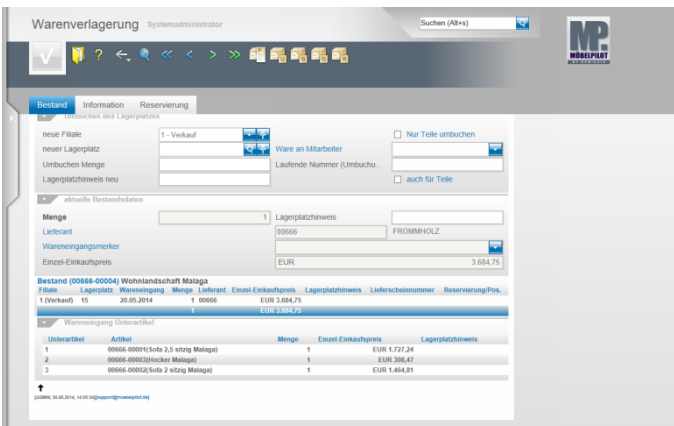 Warenverlagerung Systemadministrator
Suchen (Alt+s)
MP.
MÖBELPILOT
Bestand Information Reservierung
Umbuchen des Lagerplatzes
neue Filiale 1 - Verkauf Nur Teile umbuchen
neuer Lagerplatz Ware an Mitarbeiter
Umbuchen Menge Laufende Nummer (Umbuchu...
Lagerplatzhinweis neu auch für Teile
aktuelle Bestandsdaten
Menge 1 Lagerplatzhinweis
Lieferant 00666 FROMMHOLZ
Wareneingangsmerker
Einzel-Einkaufspreis EUR 3.684,75
Bestand (00666-00004) Wohnlandschaft Malaga
Filiale Lagerplatz Wareneingang Menge Lieferant Einzel-Einkaufspreis Lagerplatzhinweis Lieferscheinnummer Reservierung/Pos.
1 (Verkauf) 15 20.05.2014 1 00666 EUR 3.684,75
1 EUR 3.684,75
Wareneingang Unterartikel
Unterartikel Artikel Menge Einzel-Einkaufspreis Lagerplatzhinweis
1 00666-00001(Sofa 2,5 sitzig Malaga) 1 EUR 1.727,24
2 00666-00003(Hocker Malaga) 1 EUR 308,47
3 00666-00002(Sofa 2 sitzig Malaga) 1 EUR 1.464,81